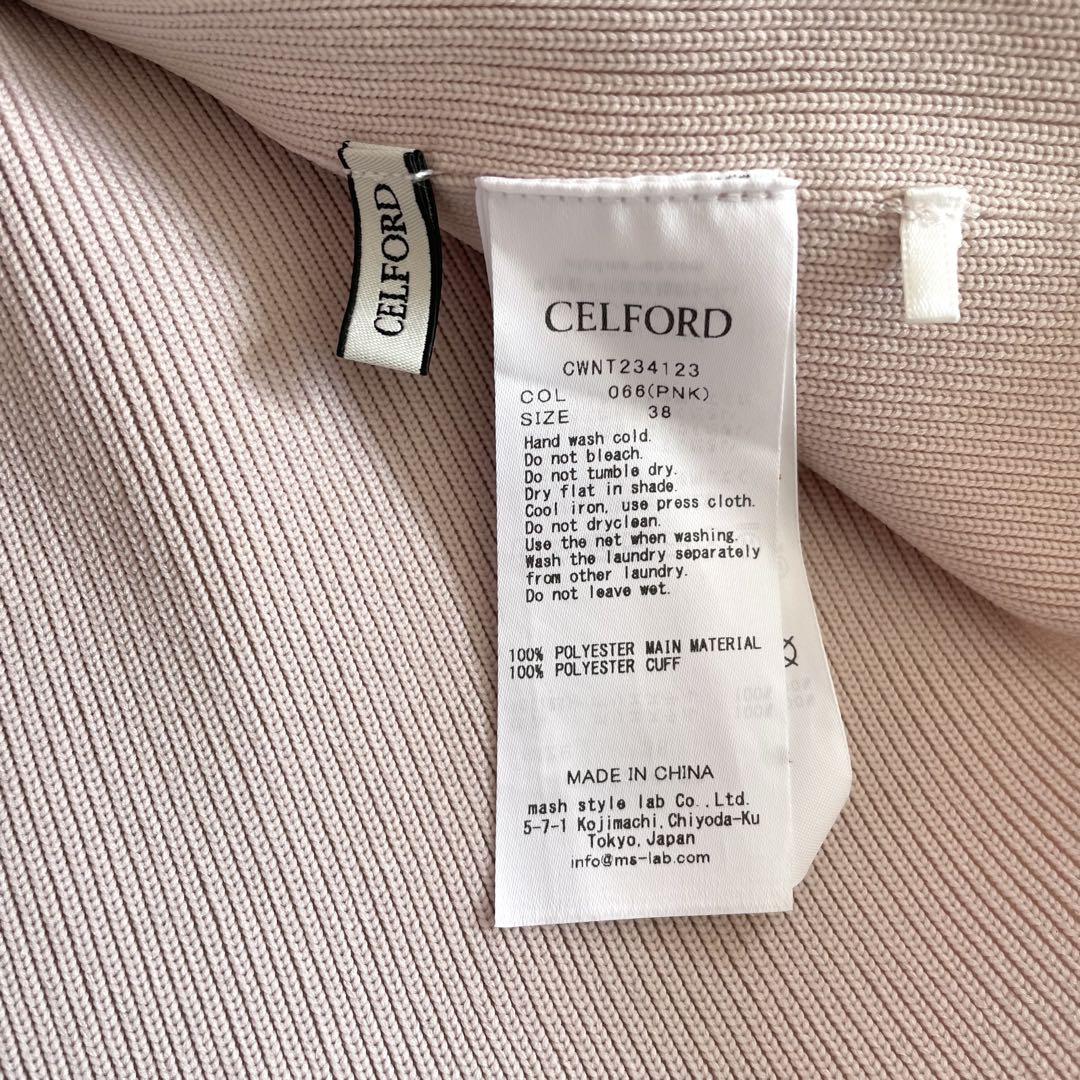 CELFORD
CELFORD
CWNT234123
COL 066(PNK)
SIZE 38
Hand wash cold.
Do not bleach.
Do not tumble dry.
Dry flat in shade.
Cool iron, use press cloth.
Do not dryclean.
Use the net when washing.
Wash the laundry separately
from other laundry.
Do not leave wet.
100% POLYESTER MAIN MATERIAL
100% POLYESTER CUFF
MADE IN CHINA
mash style lab Co.,Ltd.
5-7-1 Kojimachi,Chiyoda-Ku
Tokyo,Japan
info@ms-lab.com